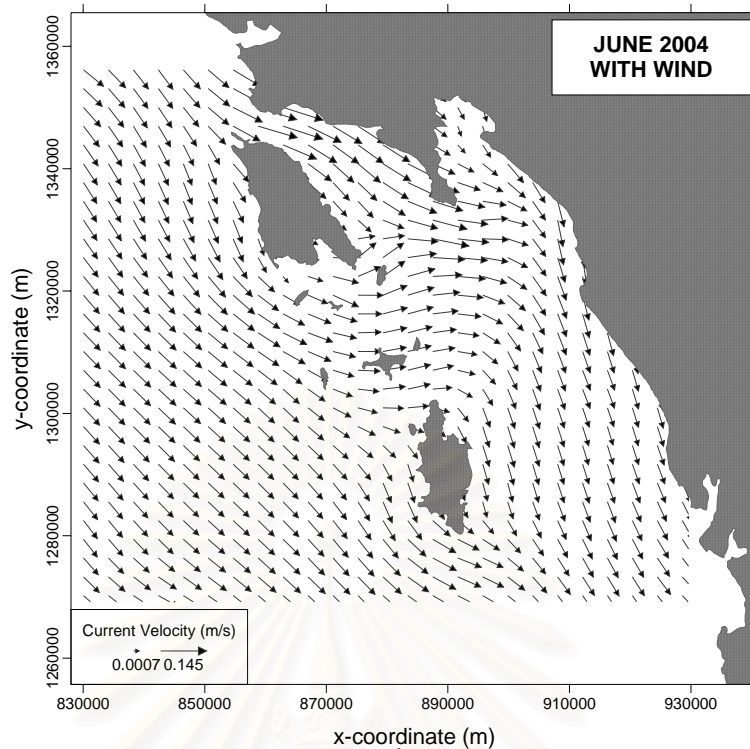 JUNE 2004
WITH WIND
1360000
1340000
1320000
1300000
1280000
1260000
y-coordinate (m)
Current Velocity (m/s)
0.0007 0.145
830000 850000 870000 890000 910000 930000
x-coordinate (m)